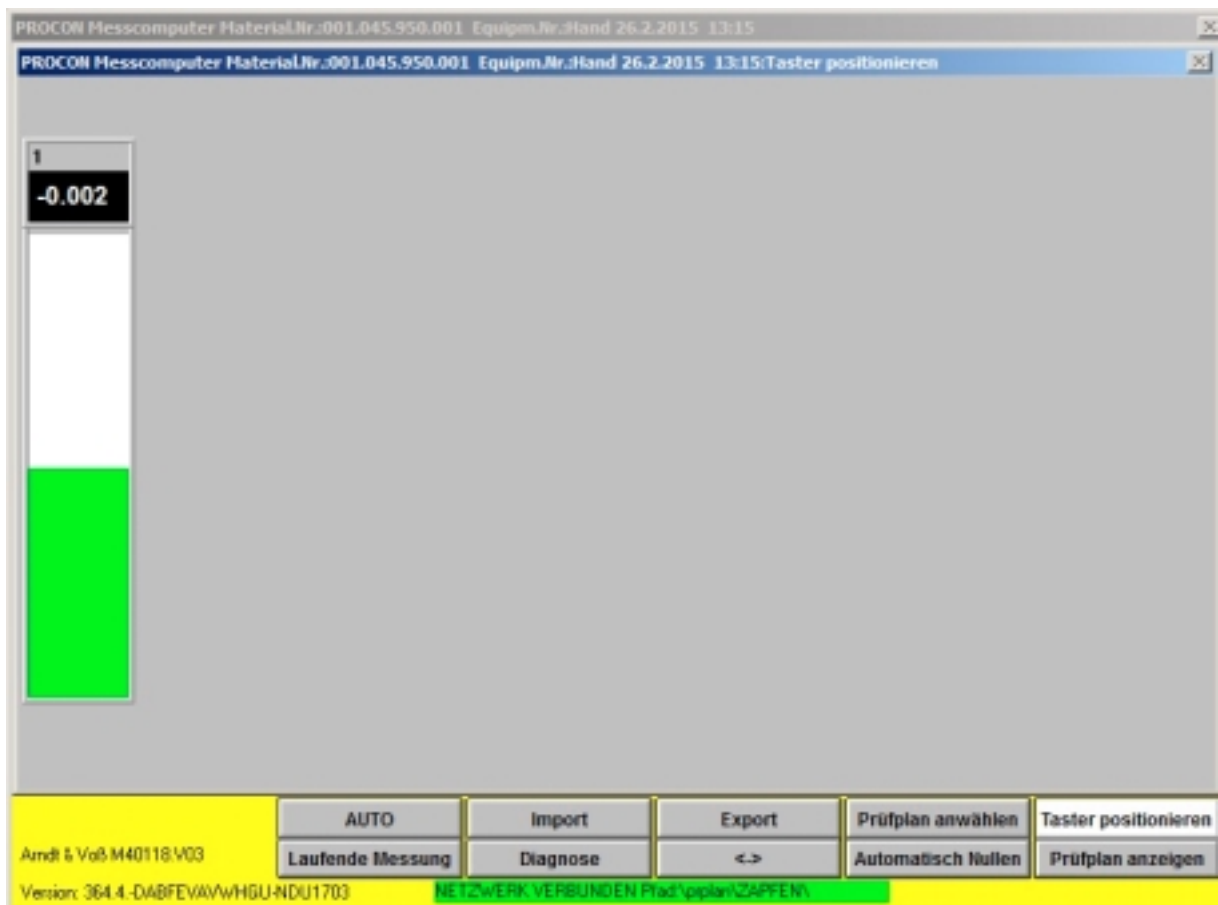 PROCON Messcomputer Material.Nr.:001.045.950.001 Equipm.Nr.:Hand 26.2.2015 13:15
PROCON Messcomputer Material.Nr.:001.045.950.001 Equipm.Nr.:Hand 26.2.2015 13:15:Taster positionieren
1
-0.002
AUTO Import Export Prüfplan anwählen Taster positionieren
Arndt & Voß M40118:V03 Laufende Messung Diagnose <-> Automatisch Nullen Prüfplan anzeigen
Version: 364.4.-DABFEVAVWHGU-NDU1703 NETZWERK VERBUNDEN Pfad:\prplan\ZAPFEN\